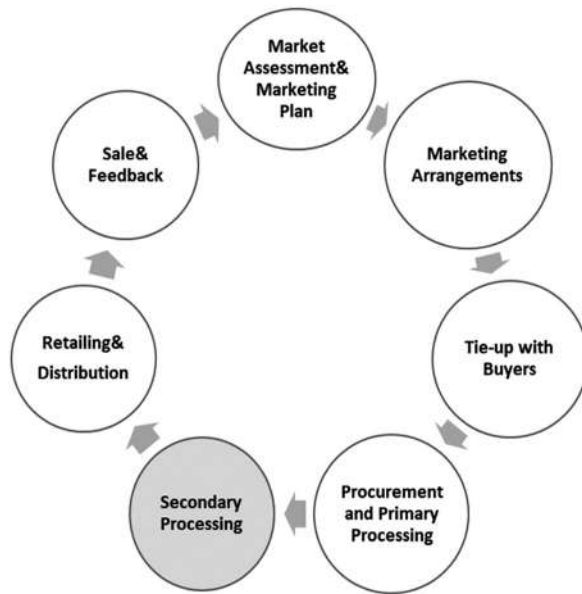 Market
Assessment&
Marketing
Plan
Marketing
Arrangements
Tie-up with
Buyers
Procurement
and Primary
Processing
Secondary
Processing
Retailing&
Distribution
Sale&
Feedback